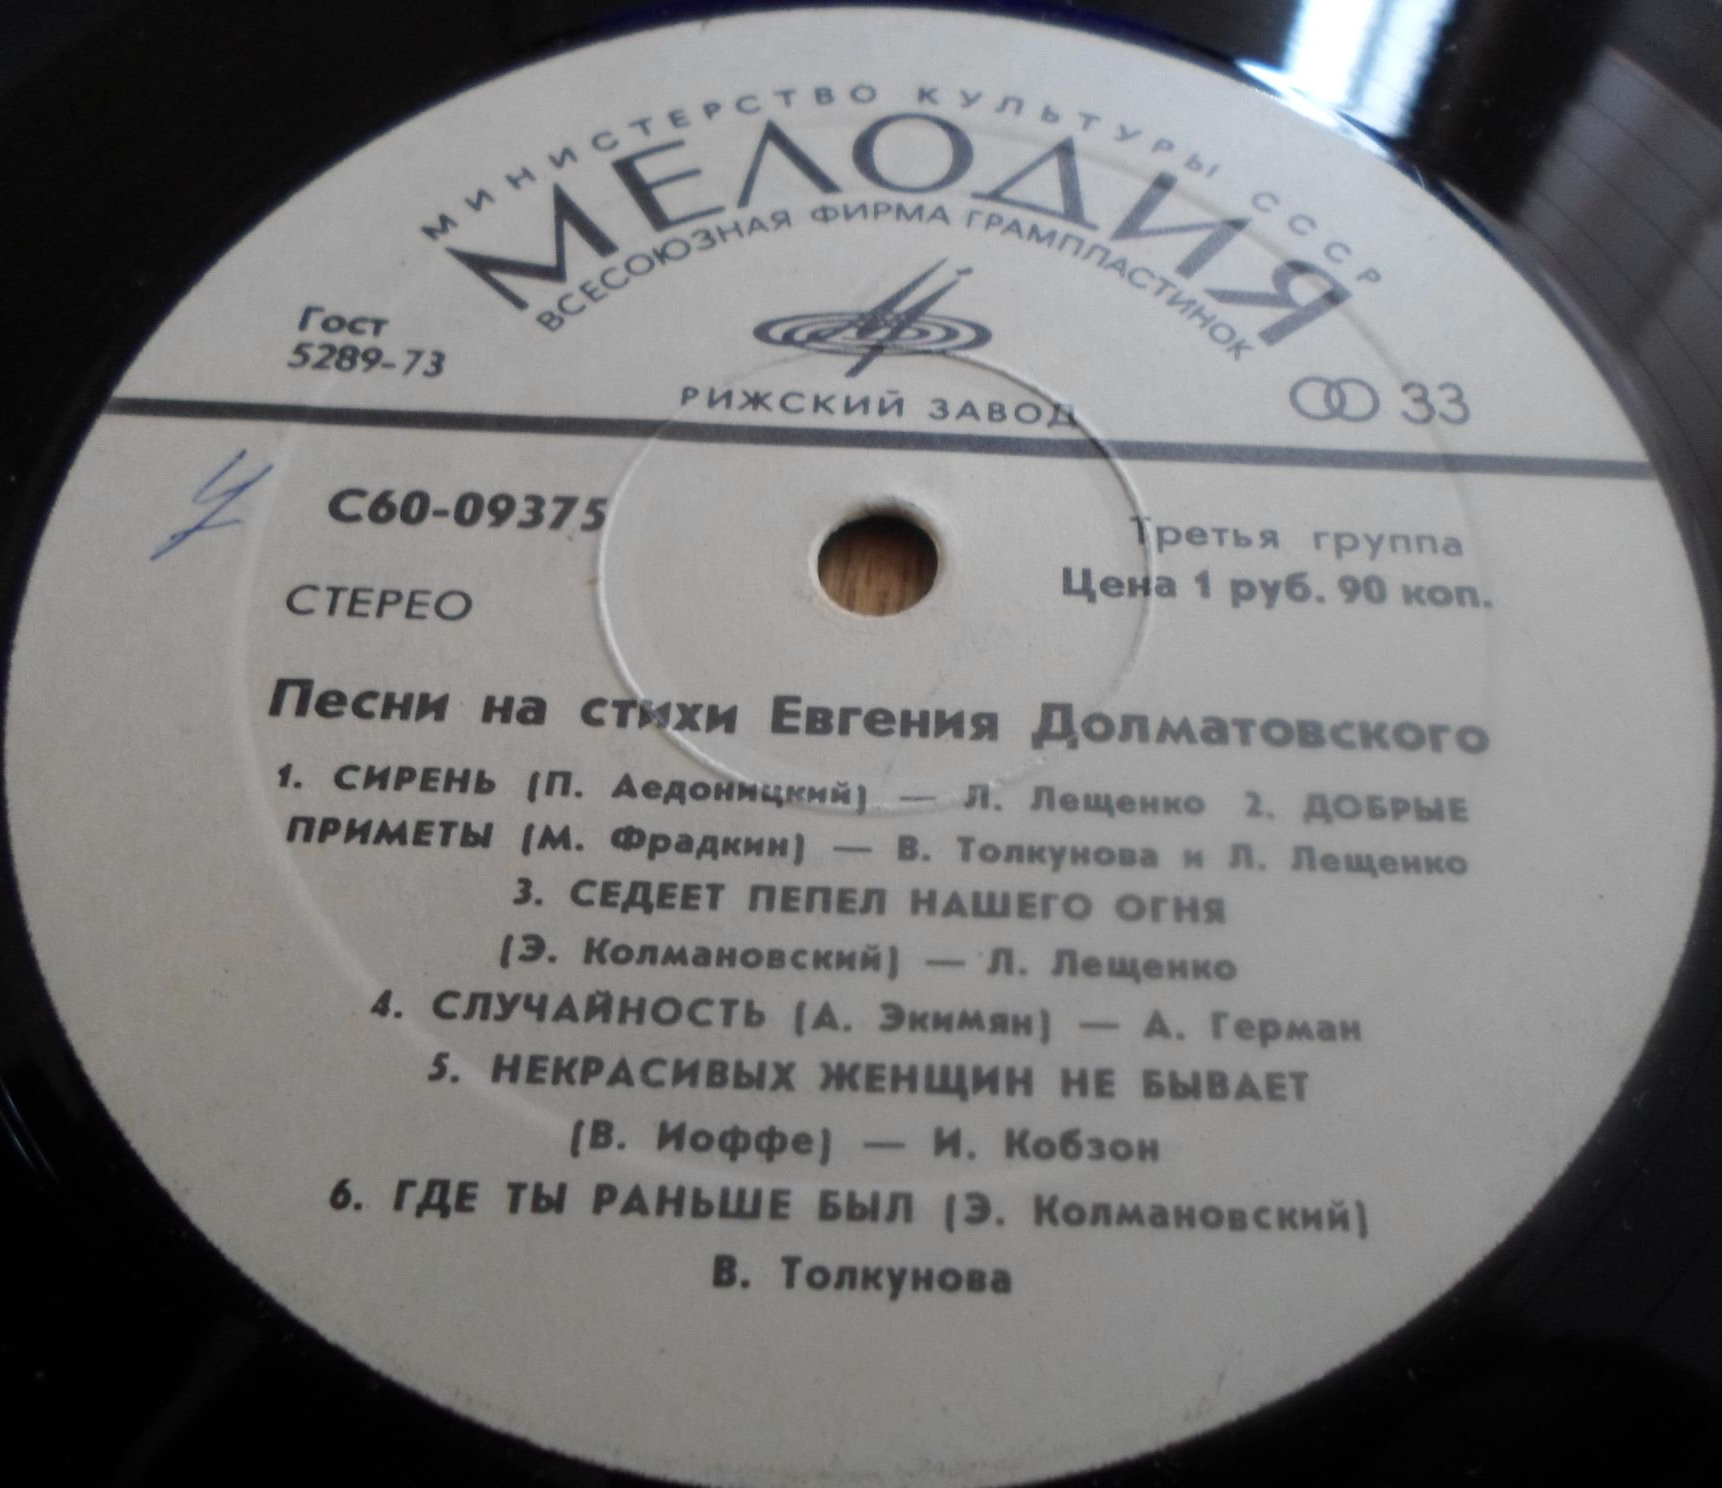 МИНИСТЕРСТВО КУЛЬТУРЫ СССР
МЕЛОДИЯ
ВСЕСОЮЗНАЯ ФИРМА ГРАМПЛАСТИНОК
Гост
5289-73
РИЖСКИЙ ЗАВОД
33
С60-09375
Третья группа
Цена 1 руб. 90 коп.
СТЕРЕО
Песни на стихи Евгения Долматовского
1. СИРЕНЬ (П. Аедоницкий) — Л. Лещенко 2. ДОБРЫЕ
ПРИМЕТЫ (М. Фрадкин) — В. Толкунова и Л. Лещенко
3. СЕДЕЕТ ПЕПЕЛ НАШЕГО ОГНЯ
(Э. Колмановский) — Л. Лещенко
4. СЛУЧАЙНОСТЬ (А. Экимян) — А. Герман
5. НЕКРАСИВЫХ ЖЕНЩИН НЕ БЫВАЕТ
(В. Иоффе) — И. Кобзон
6. ГДЕ ТЫ РАНЬШЕ БЫЛ (Э. Колмановский)
В. Толкунова